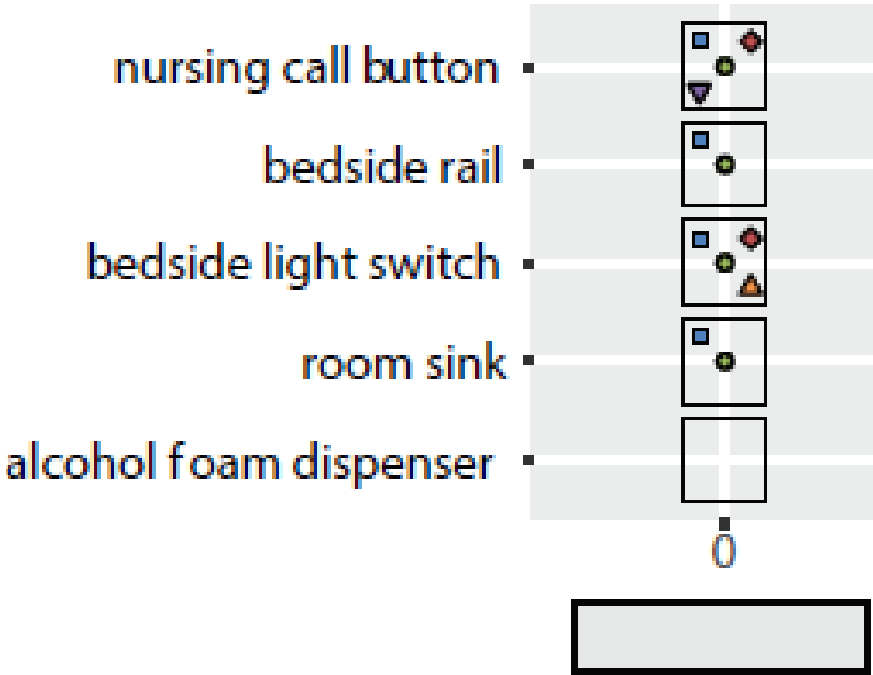 nursing call button
bedside rail
bedside light switch
room sink
alcohol foam dispenser
0